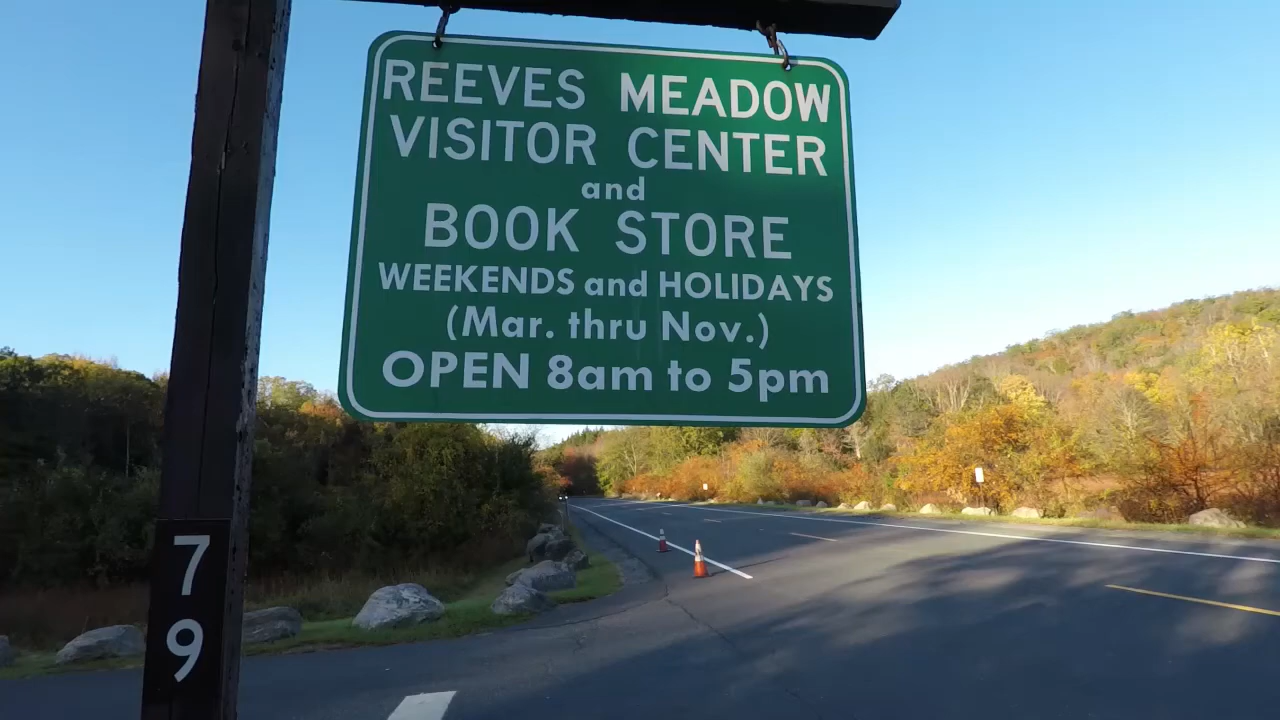 REEVES MEADOW
VISITOR CENTER
and
BOOK STORE
WEEKENDS and HOLIDAYS
(Mar. thru Nov.)
OPEN 8am to 5pm
7
9